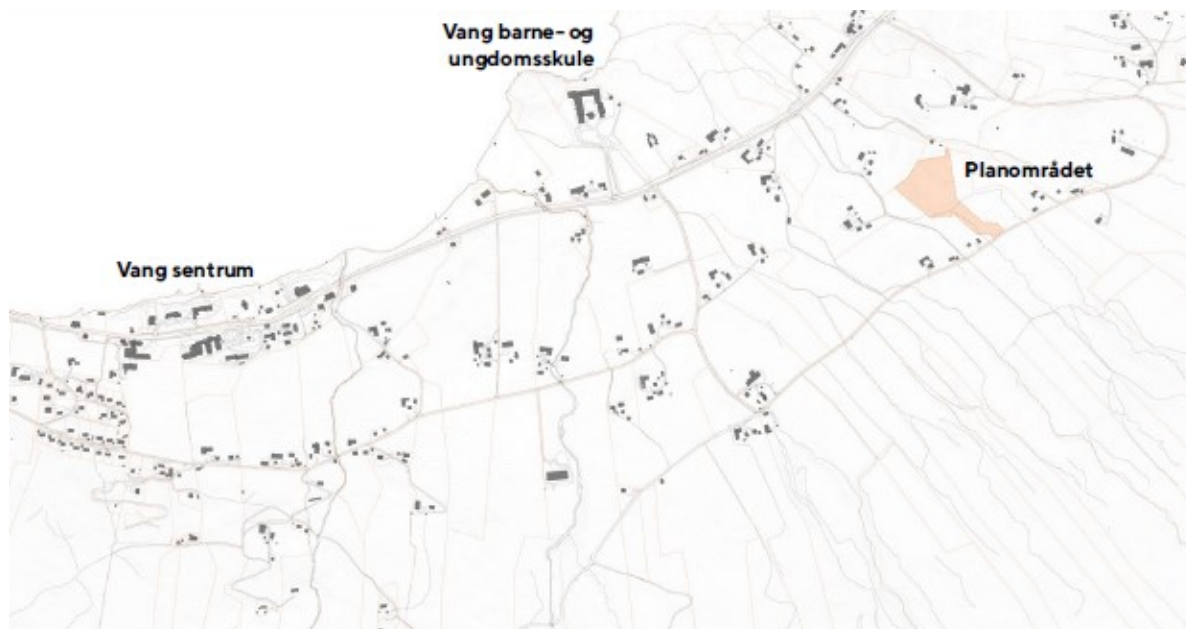 Vang barne- og
ungdomsskule
Planområdet
Vang sentrum